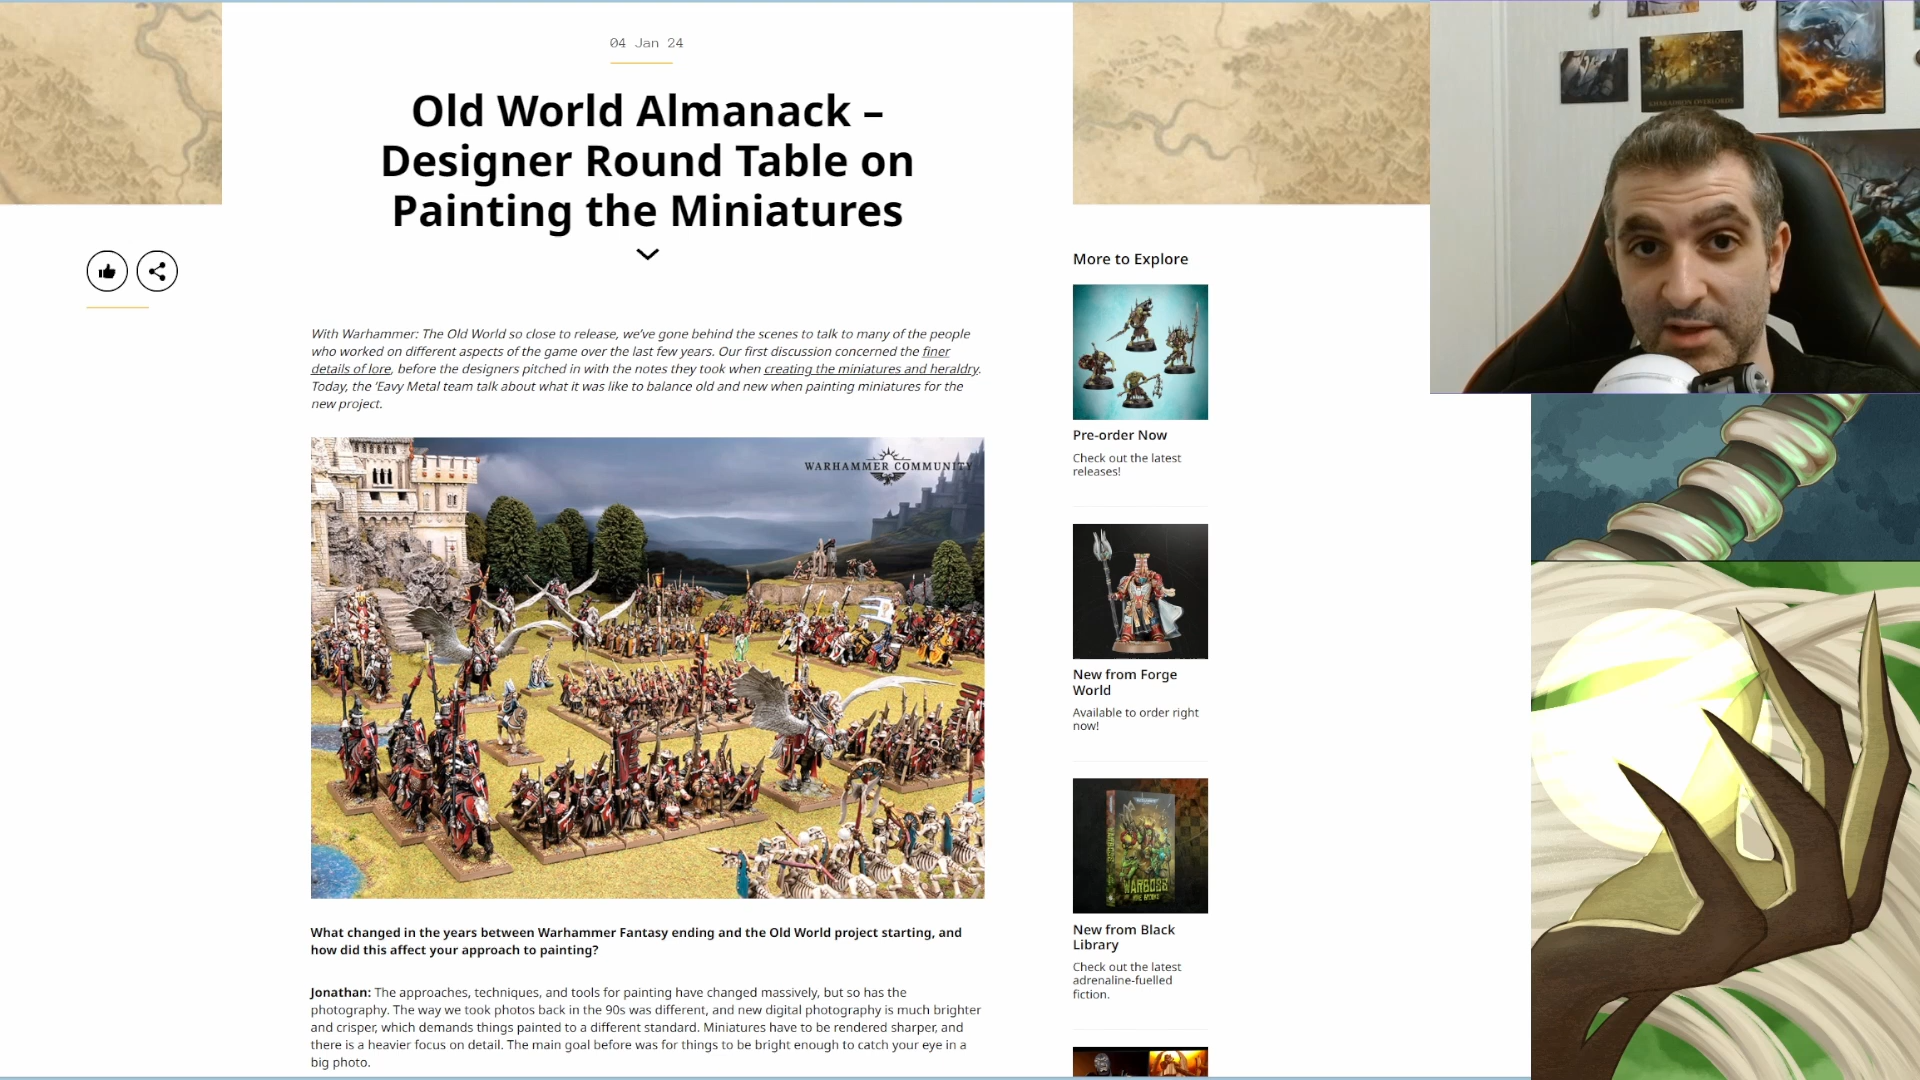 04 Jan 24
Old World Almanack –
Designer Round Table on
Painting the Miniatures
With Warhammer: The Old World so close to release, we've gone behind the scenes to talk to many of the people
who worked on different aspects of the game over the last few years. Our first discussion concerned the finer
details of lore, before the designers pitched in with the notes they took when creating the miniatures and heraldry.
Today, the 'Eavy Metal team talk about what it was like to balance old and new when painting miniatures for the
new project.
WARHAMMER COMMUNITY
What changed in the years between Warhammer Fantasy ending and the Old World project starting, and
how did this affect your approach to painting?
Jonathan: The approaches, techniques, and tools for painting have changed massively, but so has the
photography. The way we took photos back in the 90s was different, and new digital photography is much brighter
and crisper, which demands things painted to a different standard. Miniatures have to be rendered sharper, and
there is a heavier focus on detail. The main goal before was for things to be bright enough to catch your eye in a
big photo.
More to Explore
Pre-order Now
Check out the latest
releases!
New from Forge
World
Available to order right
now!
WARBOSS
New from Black
Library
Check out the latest
adrenaline-fuelled
fiction.
KHARADRON OVERLORDS